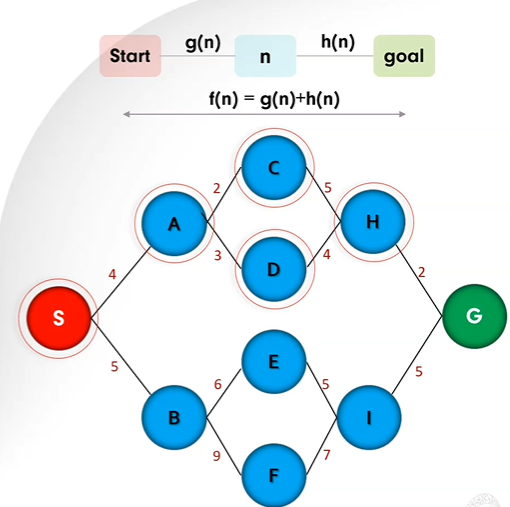 Start g(n) n h(n) goal
f(n) = g(n)+h(n)
C
2 5
A H
3 4
D
4 2
S G
5 5
E
6 5
B I
9 7
F